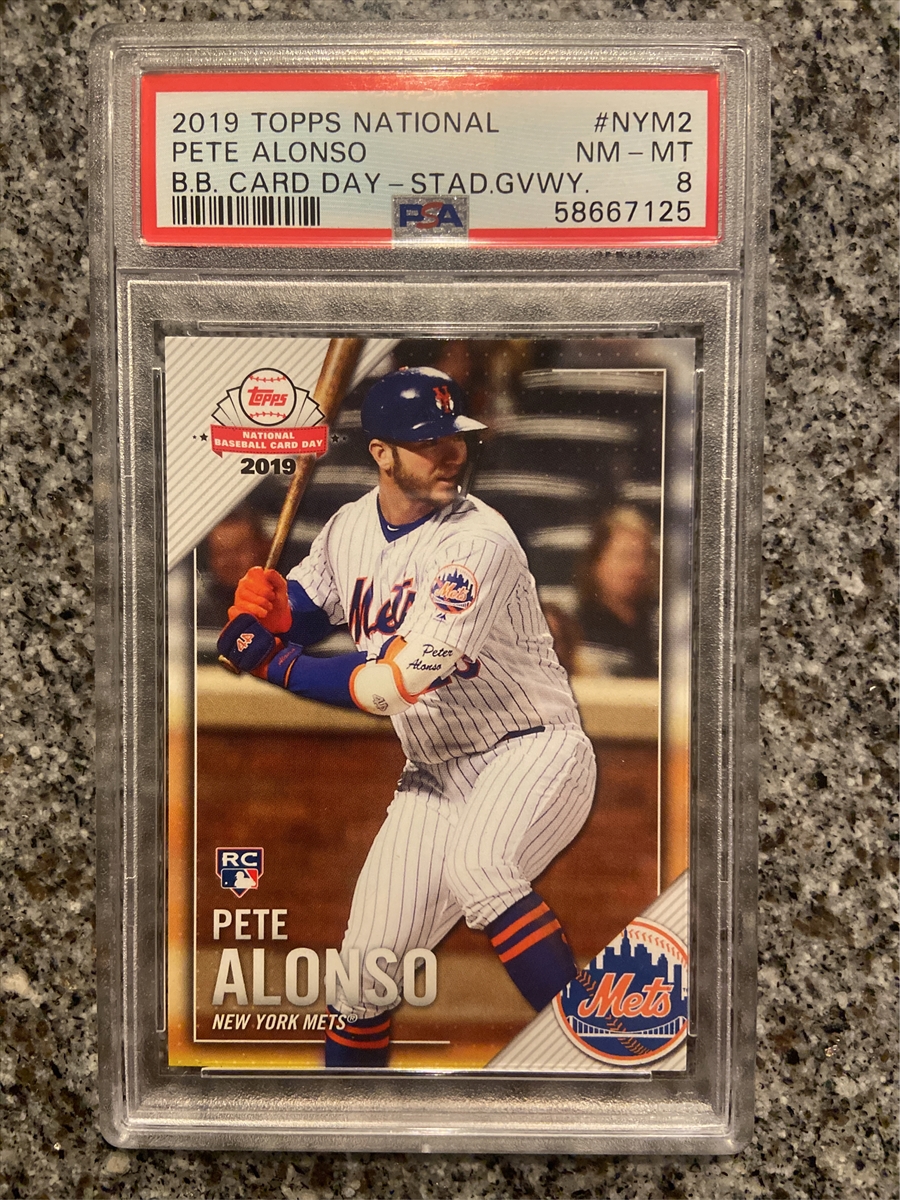 2019 TOPPS NATIONAL #NYM2
PETE ALONSO NM - MT
B.B. CARD DAY - STAD.GVWY. 8
PSA 58667125
Topps
NATIONAL
BASEBALL CARD DAY
2019
Mets
Mets
Peter
Alonso
44
RC
PETE
ALONSO
NEW YORK METS®
Mets